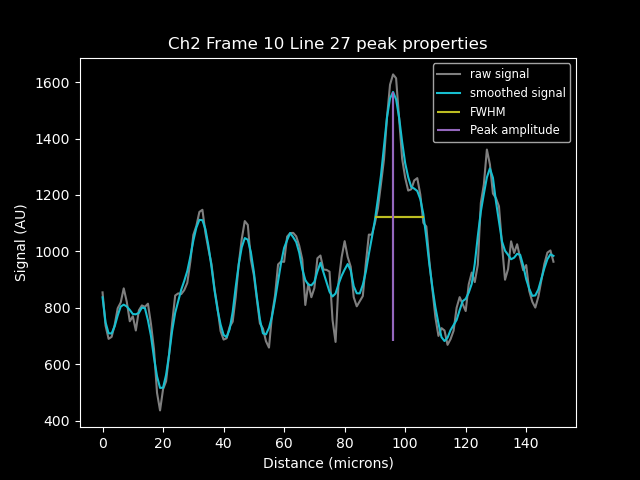 Ch2 Frame 10 Line 27 peak properties
raw signal
smoothed signal
FWHM
Peak amplitude
1600
1400
1200
1000
800
600
400
Signal (AU)
0 20 40 60 80 100 120 140
Distance (microns)